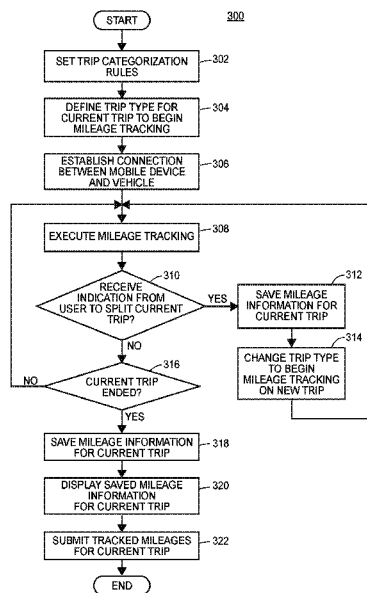 300
START
SET TRIP CATEGORIZATION
RULES
302
DEFINE TRIP TYPE FOR
CURRENT TRIP TO BEGIN
MILEAGE TRACKING
304
ESTABLISH CONNECTION
BETWEEN MOBILE DEVICE
AND VEHICLE
306
EXECUTE MILEAGE TRACKING
308
RECEIVE
INDICATION FROM
USER TO SPLIT CURRENT
TRIP?
310
YES
SAVE MILEAGE
INFORMATION FOR
CURRENT TRIP
312
CHANGE TRIP TYPE
TO BEGIN
MILEAGE TRACKING
ON NEW TRIP
314
NO
CURRENT TRIP
ENDED?
316
NO
YES
SAVE MILEAGE INFORMATION
FOR CURRENT TRIP
318
DISPLAY SAVED MILEAGE
INFORMATION
FOR CURRENT TRIP
320
SUBMIT TRACKED MILEAGES
FOR CURRENT TRIP
322
END